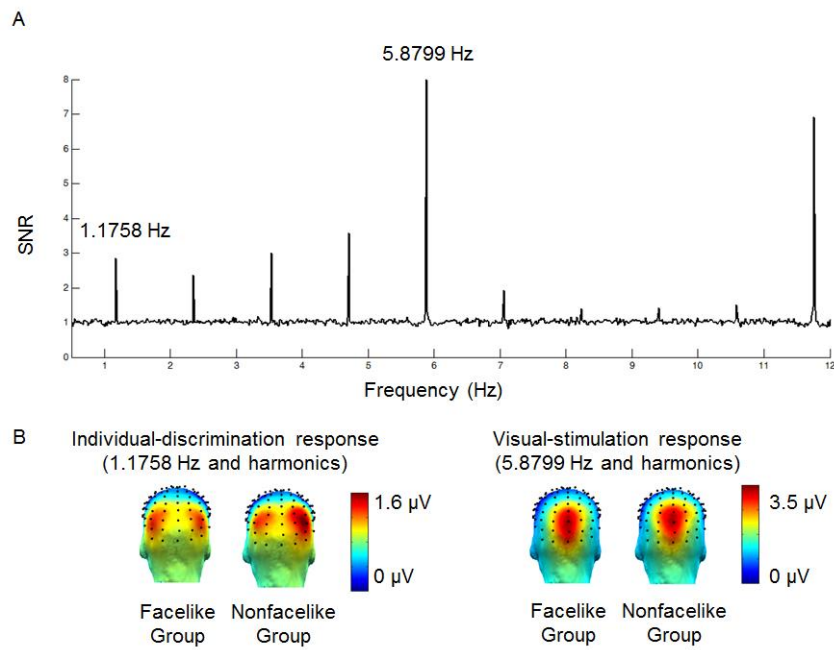 A
5.8799 Hz
8
7
6
5
4
3
2
1
0
SNR
1.1758 Hz
1 2 3 4 5 6 7 8 9 10 11 12
Frequency (Hz)
B
Individual-discrimination response
(1.1758 Hz and harmonics)
1.6 µV
0 µV
Facelike
Group
Nonfacelike
Group
Visual-stimulation response
(5.8799 Hz and harmonics)
3.5 µV
0 µV
Facelike
Group
Nonfacelike
Group